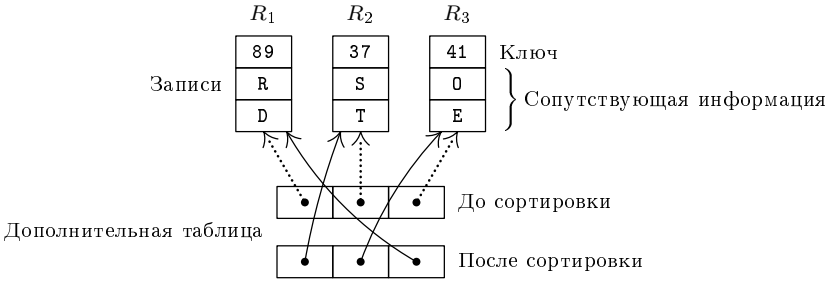 R1 R2 R3
89 37 41 Ключ
Записи R S O
Сопутствующая информация
D T E
До сортировки
Дополнительная таблица
После сортировки